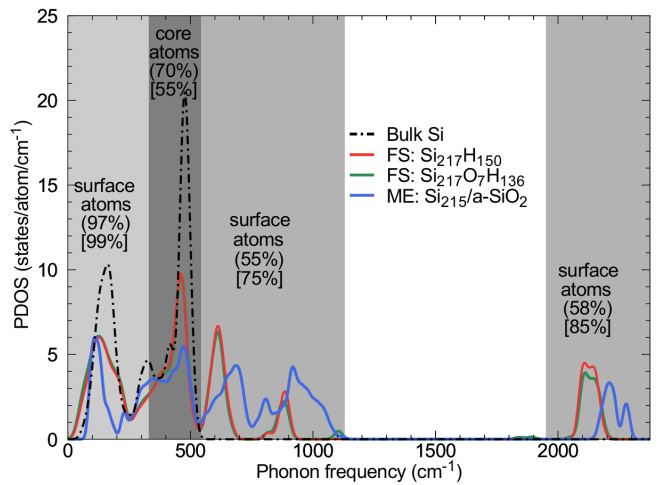 25
20
15
10
5
0
PDOS (states/atom/cm⁻¹)
core
atoms
(70%)
[55%]
surface
atoms
(97%)
[99%]
surface
atoms
(55%)
[75%]
surface
atoms
(58%)
[85%]
Bulk Si
FS: Si₂₁₇H₁₅₀
FS: Si₂₁₇O₇H₁₃₆
ME: Si₂₁₅/a-SiO₂
0 500 1000 1500 2000
Phonon frequency (cm⁻¹)